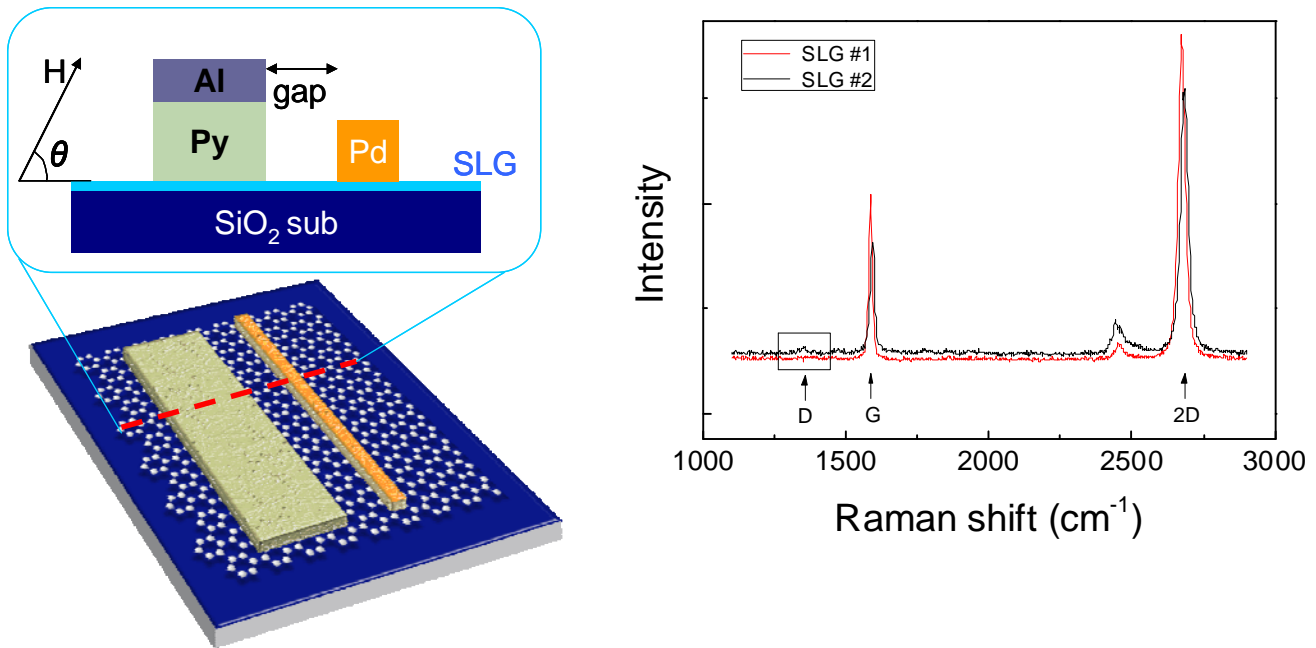 H
θ
Al
gap
Py
Pd
SLG
SiO2 sub
SLG #1
SLG #2
Intensity
D
G
2D
1000
1500
2000
2500
3000
Raman shift (cm-1)